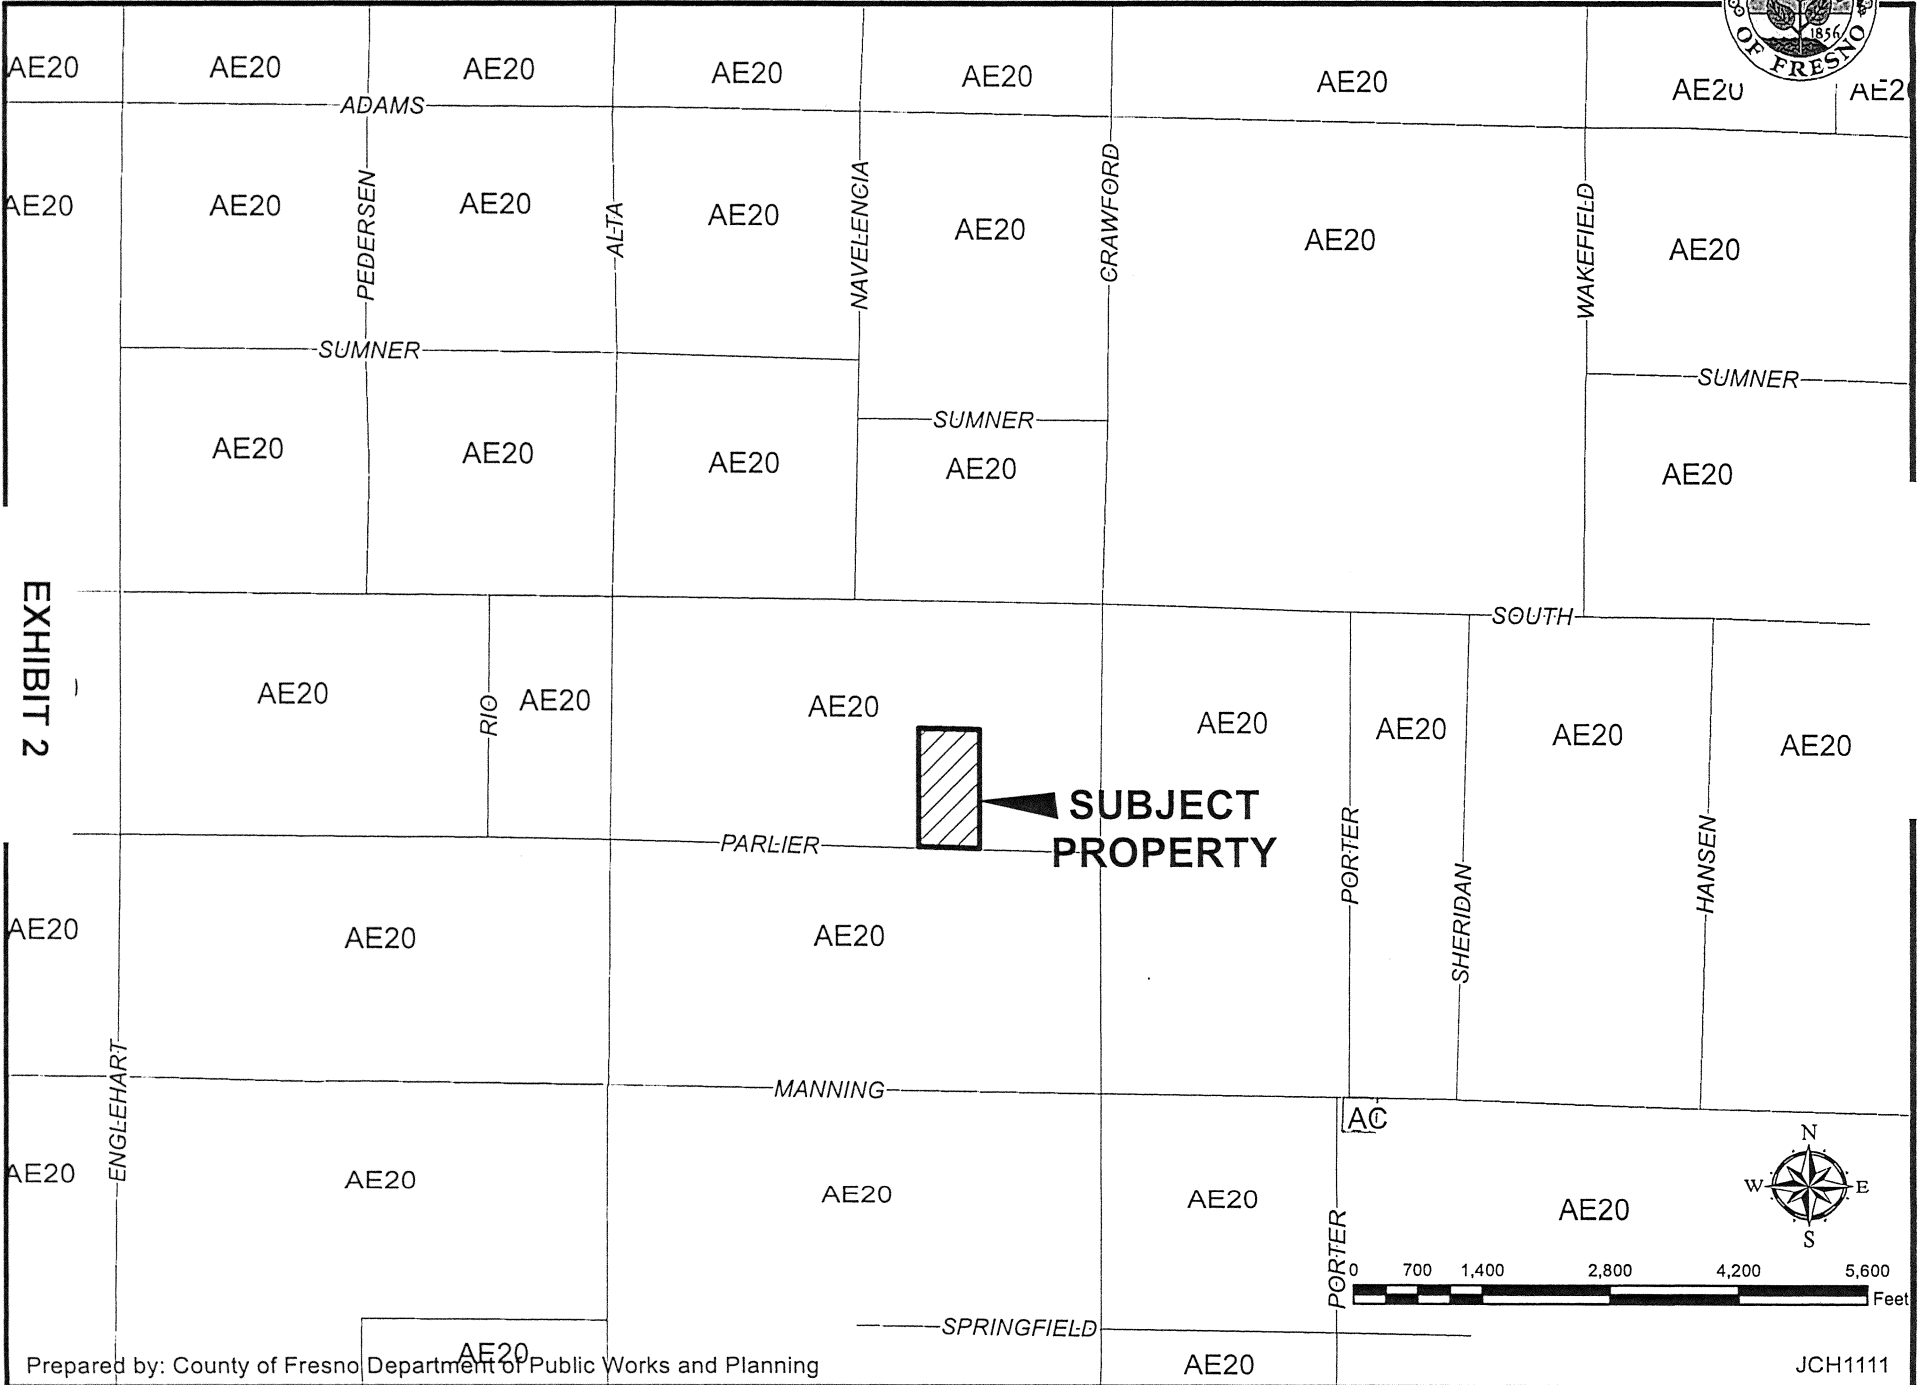 1856
OF FRESNO
AE20 AE20 AE20 AE20 AE20 AE20 AE20 AE20
ADAMS
AE20 AE20 AE20 AE20 AE20 AE20 AE20
PEDERSEN
ALTA
NAVELENCIA
CRAWFORD
WAKEFIELD
SUMNER
SUMNER
SUMNER
AE20 AE20 AE20 AE20 AE20
SOUTH
EXHIBIT 2
AE20
RIO
AE20 AE20 AE20 AE20 AE20 AE20
SUBJECT
PROPERTY
PARLIER
PORTER
SHERIDAN
HANSEN
AE20 AE20 AE20
ENGLEHART
MANNING
AC
AE20 AE20 AE20 AE20 AE20
N
W E
S
PORTER
0 700 1,400 2,800 4,200 5,600
Feet
SPRINGFIELD
AE20 AE20
Prepared by: County of Fresno Department of Public Works and Planning
JCH1111